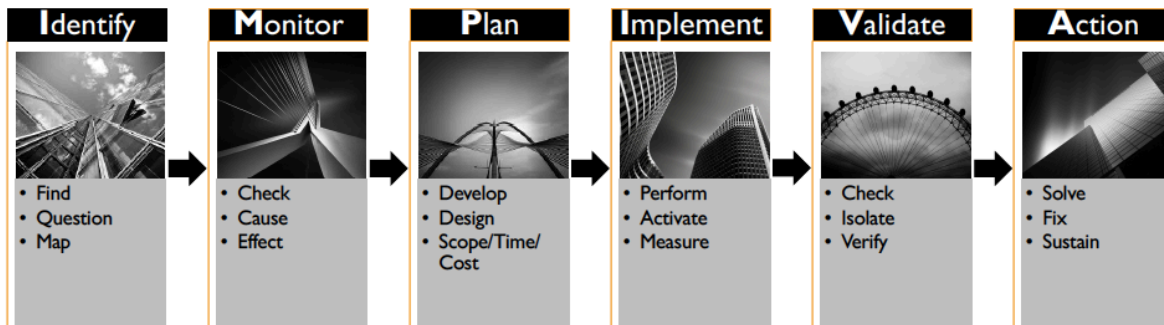 Identify
• Find
• Question
• Map
Monitor
• Check
• Cause
• Effect
Plan
• Develop
• Design
• Scope/Time/
Cost
Implement
• Perform
• Activate
• Measure
Validate
• Check
• Isolate
• Verify
Action
• Solve
• Fix
• Sustain